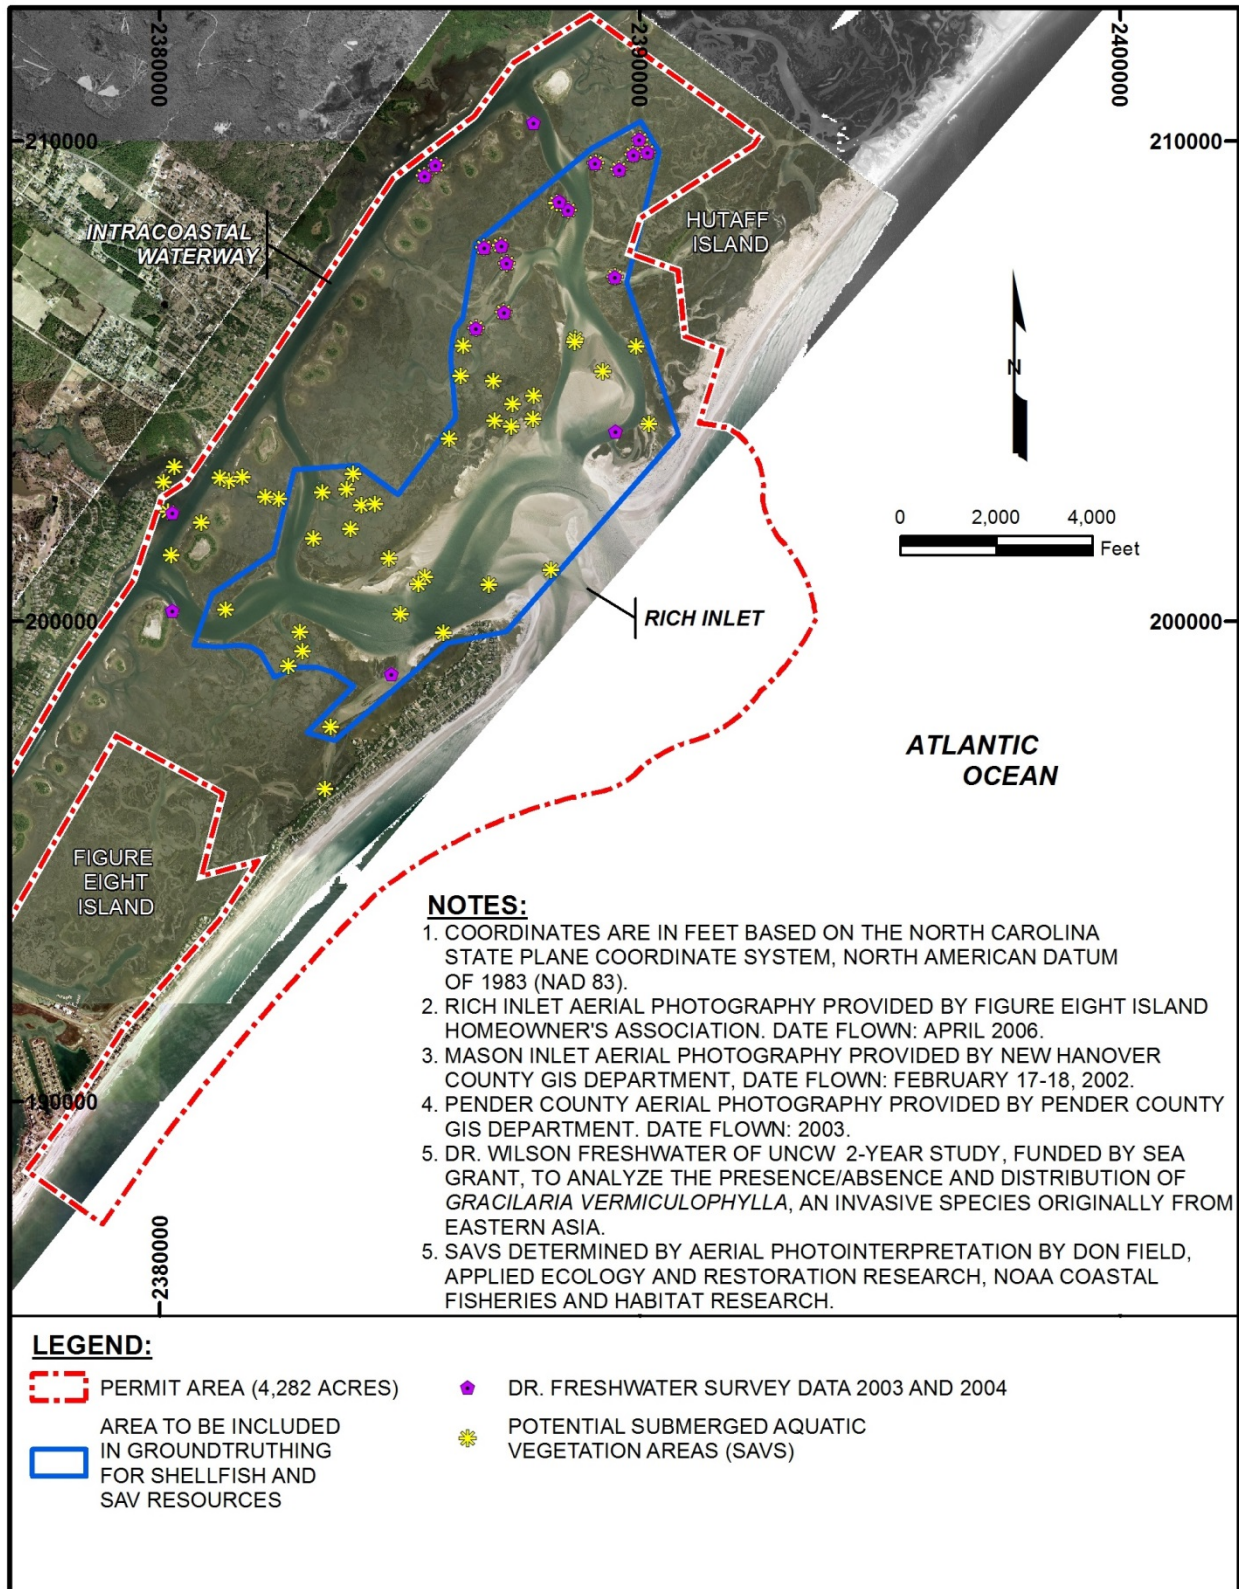 2380000
2390000
2400000
210000
210000
INTRACOASTAL
WATERWAY
HUTAFF
ISLAND
N
0
2,000
4,000
Feet
200000
200000
RICH INLET
ATLANTIC
OCEAN
FIGURE
EIGHT
ISLAND
190000
2380000
NOTES:
1. COORDINATES ARE IN FEET BASED ON THE NORTH CAROLINA
STATE PLANE COORDINATE SYSTEM, NORTH AMERICAN DATUM
OF 1983 (NAD 83).
2. RICH INLET AERIAL PHOTOGRAPHY PROVIDED BY FIGURE EIGHT ISLAND
HOMEOWNER'S ASSOCIATION. DATE FLOWN: APRIL 2006.
3. MASON INLET AERIAL PHOTOGRAPHY PROVIDED BY NEW HANOVER
COUNTY GIS DEPARTMENT, DATE FLOWN: FEBRUARY 17-18, 2002.
4. PENDER COUNTY AERIAL PHOTOGRAPHY PROVIDED BY PENDER COUNTY
GIS DEPARTMENT. DATE FLOWN: 2003.
5. DR. WILSON FRESHWATER OF UNCW 2-YEAR STUDY, FUNDED BY SEA
GRANT, TO ANALYZE THE PRESENCE/ABSENCE AND DISTRIBUTION OF
GRACILARIA VERMICULOPHYLLA, AN INVASIVE SPECIES ORIGINALLY FROM
EASTERN ASIA.
5. SAVS DETERMINED BY AERIAL PHOTOINTERPRETATION BY DON FIELD,
APPLIED ECOLOGY AND RESTORATION RESEARCH, NOAA COASTAL
FISHERIES AND HABITAT RESEARCH.
LEGEND:
PERMIT AREA (4,282 ACRES)
AREA TO BE INCLUDED
IN GROUNDTRUTHING
FOR SHELLFISH AND
SAV RESOURCES
DR. FRESHWATER SURVEY DATA 2003 AND 2004
POTENTIAL SUBMERGED AQUATIC
VEGETATION AREAS (SAVS)